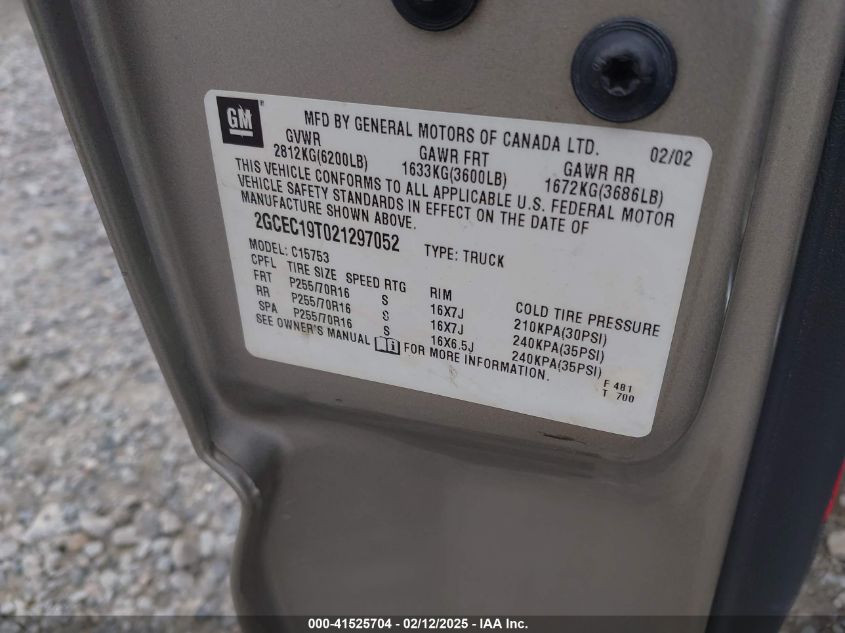 GM
MFD BY GENERAL MOTORS OF CANADA LTD. 02/02
GVWR GAWR FRT GAWR RR
2812KG(6200LB) 1633KG(3600LB) 1672KG(3686LB)
THIS VEHICLE CONFORMS TO ALL APPLICABLE U.S. FEDERAL MOTOR
VEHICLE SAFETY STANDARDS IN EFFECT ON THE DATE OF
MANUFACTURE SHOWN ABOVE.
2GCEC19T021297052 TYPE: TRUCK
MODEL: C15753
CPFL TIRE SIZE SPEED RTG RIM COLD TIRE PRESSURE
FRT P255/70R16 S 16X7J 210KPA(30PSI)
RR P255/70R16 S 16X7J 240KPA(35PSI)
SPA P255/70R16 S 16X6.5J 240KPA(35PSI)
SEE OWNER'S MANUAL FOR MORE INFORMATION.
F 481
T 700
000-41525704 - 02/12/2025 - IAA Inc.